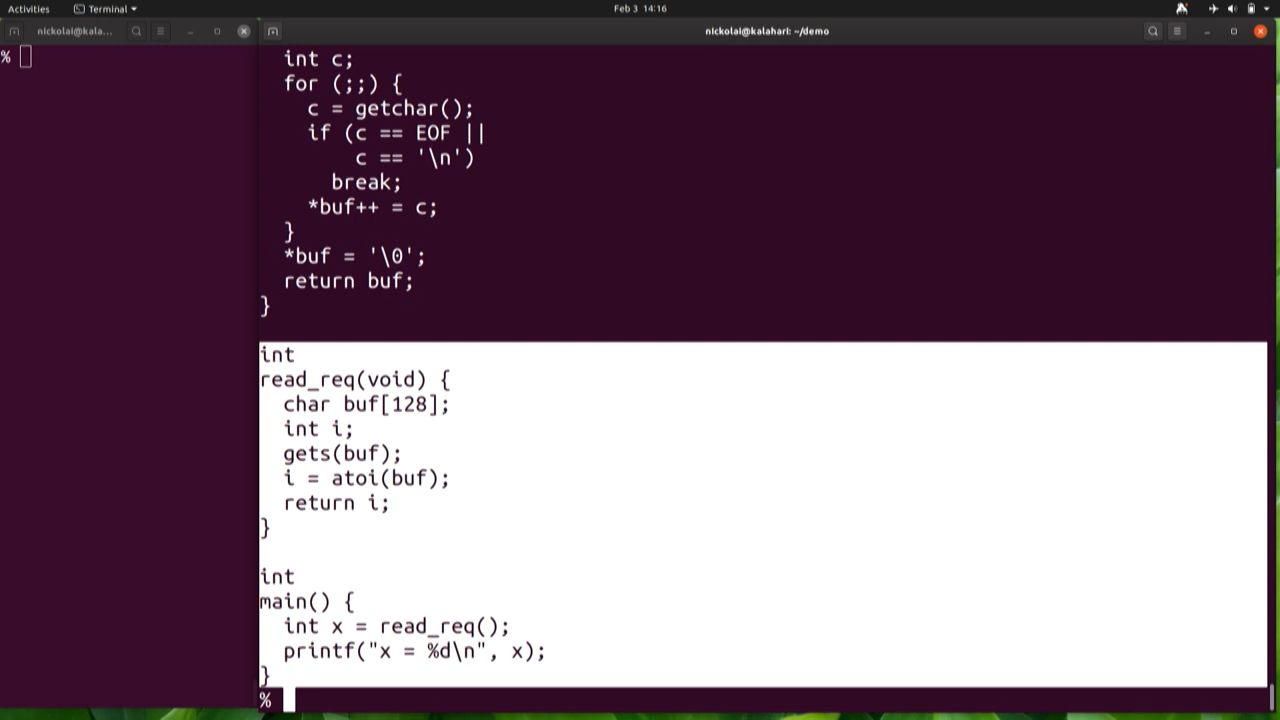 Activities
Terminal
Feb 3 14:16
nickolai@kala...
nickolai@kalahari: ~/demo
%
int c;
for (;;) {
c = getchar();
if (c == EOF ||
c == '\n')
break;
*buf++ = c;
}
*buf = '\0';
return buf;
}
int
read_req(void) {
char buf[128];
int i;
gets(buf);
i = atoi(buf);
return i;
}
int
main() {
int x = read_req();
printf("x = %d\n", x);
}
%